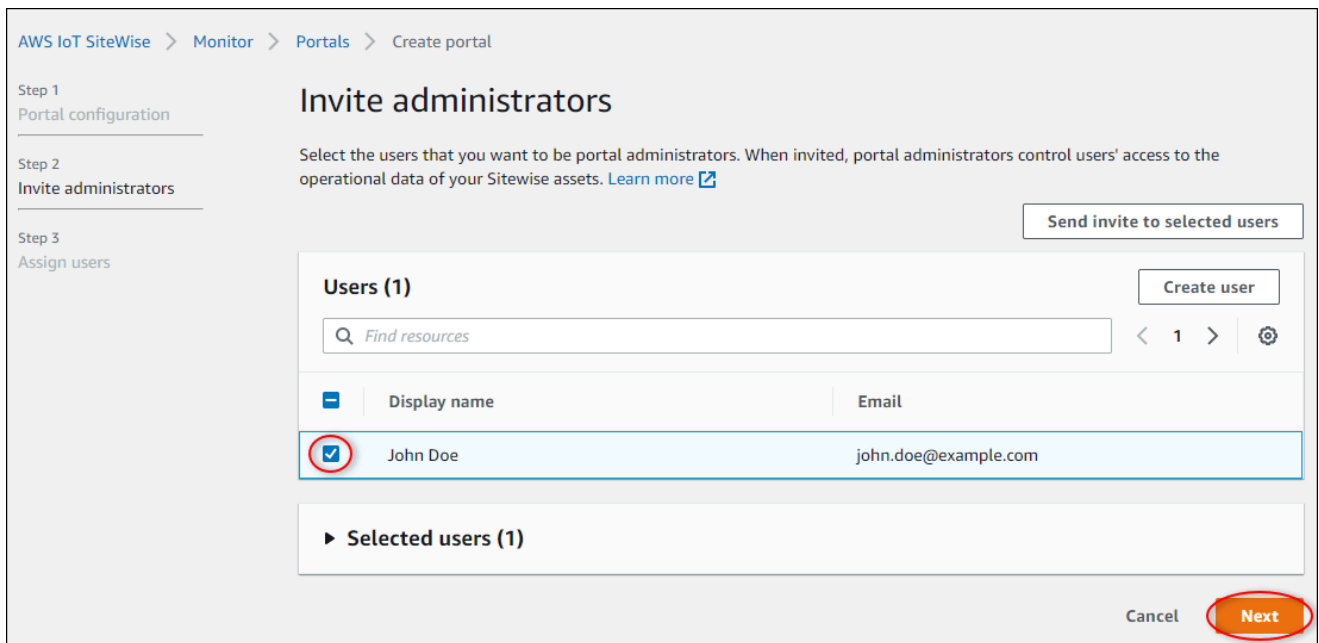 AWS IoT SiteWise > Monitor > Portals > Create portal
Step 1
Portal configuration
Step 2
Invite administrators
Step 3
Assign users
Invite administrators
Select the users that you want to be portal administrators. When invited, portal administrators control users' access to the
operational data of your Sitewise assets. Learn more
Send invite to selected users
Users (1)
Create user
Find resources
< 1 >
Display name
Email
John Doe
john.doe@example.com
Selected users (1)
Cancel
Next